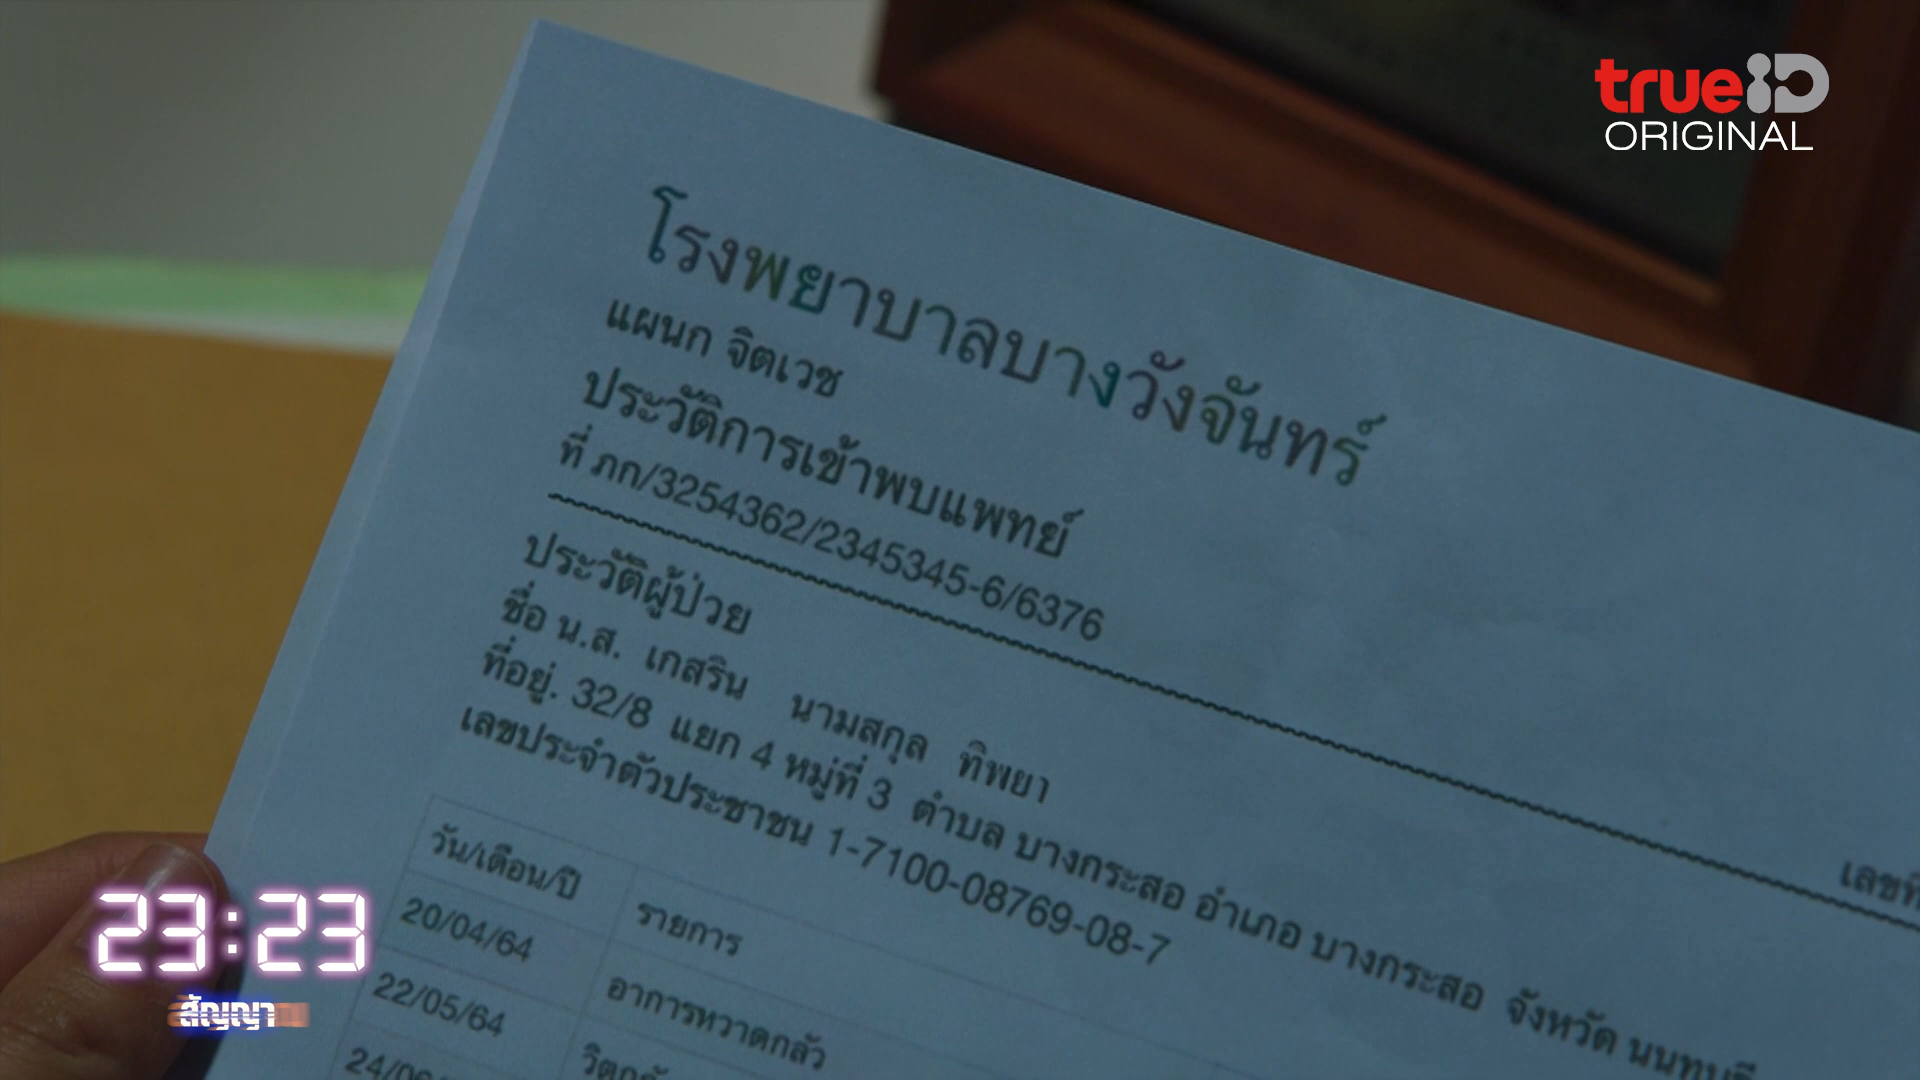 trueID
ORIGINAL
โรงพยาบาลบางวังจันทร์
แผนก จิตเวช
ประวัติการเข้าพบแพทย์
ที่ ภก/3254362/2345345-6/6376
ประวัติผู้ป่วย
ชื่อ น.ส. เกสริน นามสกุล ทิพยา
ที่อยู่. 32/8 แยก 4 หมู่ที่ 3 ตำบล บางกระสอ อำเภอ บางกระสอ จังหวัด นนทบุรี
เลขประจำตัวประชาชน 1-7100-08769-08-7
เลขที่
วัน/เดือน/ปี รายการ
20/04/64 อาการหวาดกลัว
22/05/64
23:23
สัญญาณ